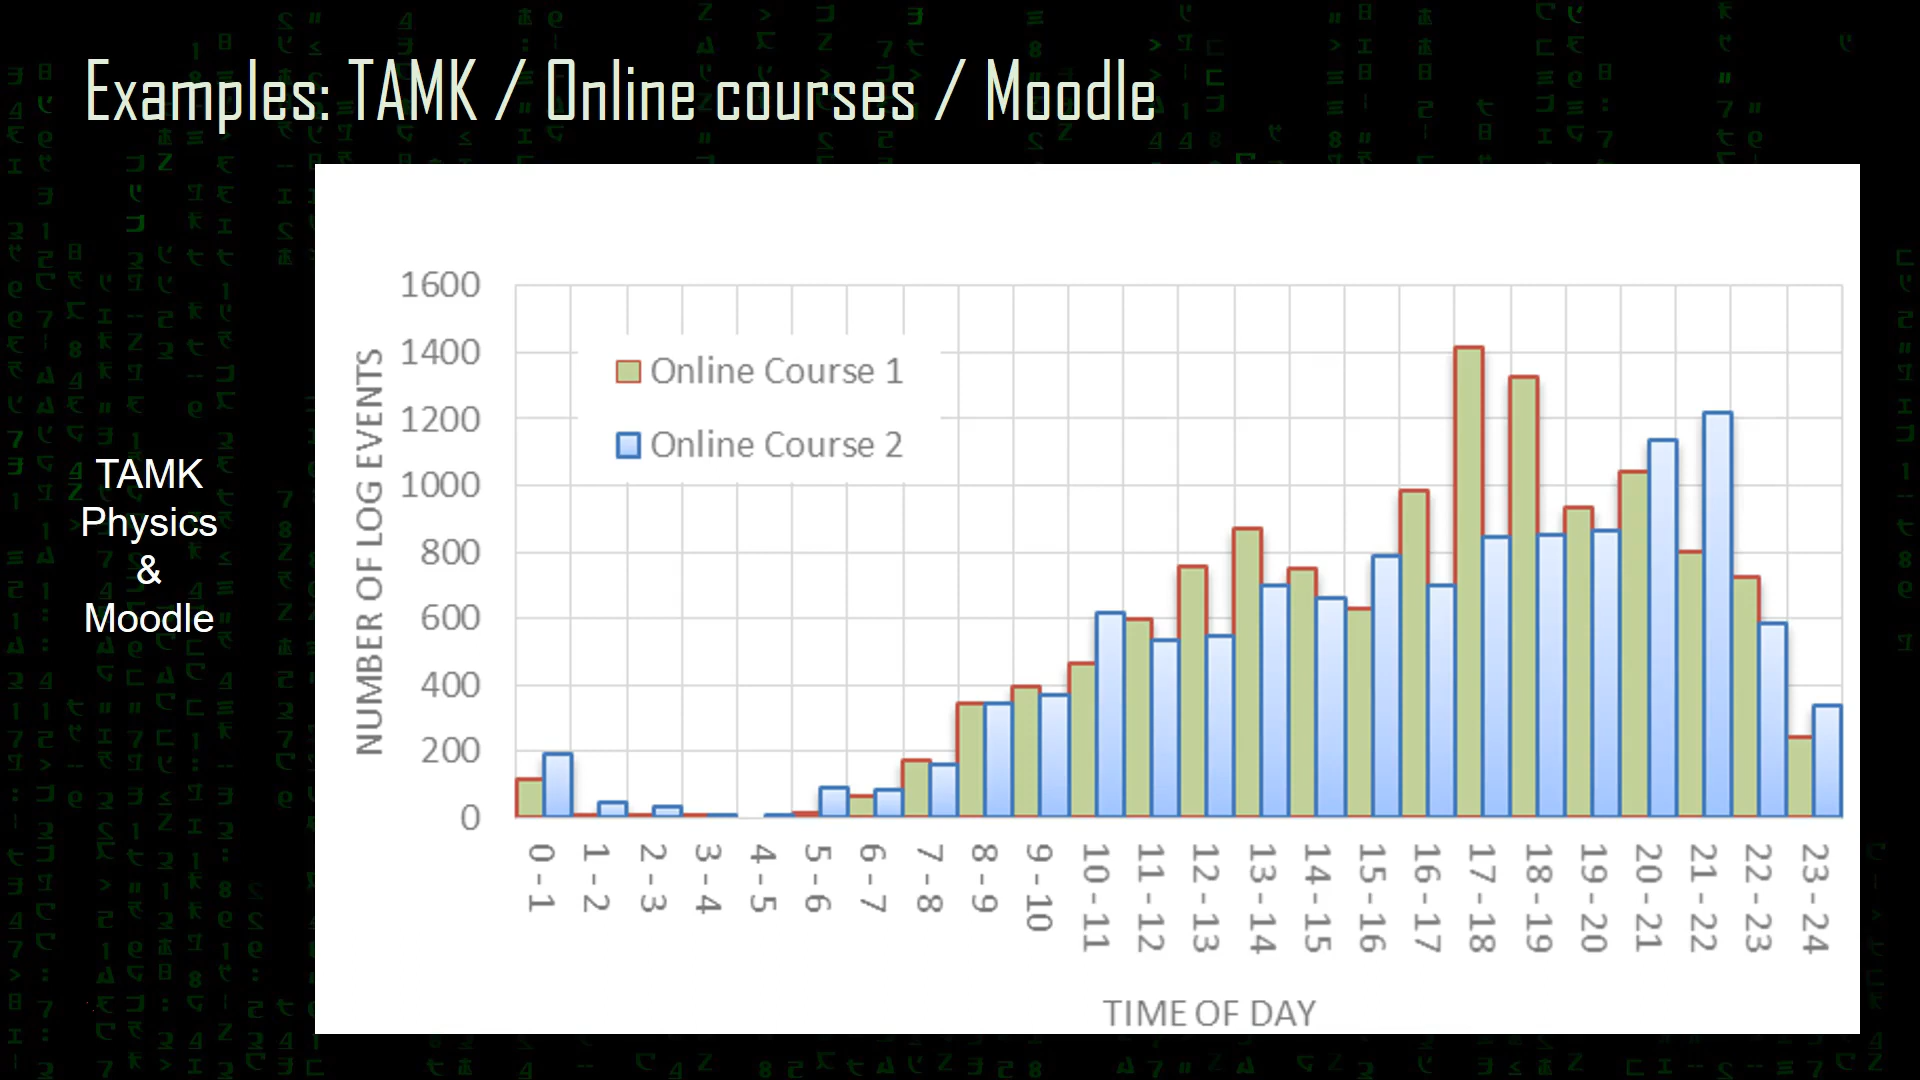 Examples: TAMK / Online courses / Moodle
TAMK
Physics
&
Moodle
NUMBER OF LOG EVENTS
1600
1400
1200
1000
800
600
400
200
0
Online Course 1
Online Course 2
0 - 1
1 - 2
2 - 3
3 - 4
4 - 5
5 - 6
6 - 7
7 - 8
8 - 9
9 - 10
10 - 11
11 - 12
12 - 13
13 - 14
14 - 15
15 - 16
16 - 17
17 - 18
18 - 19
19 - 20
20 - 21
21 - 22
22 - 23
23 - 24
TIME OF DAY